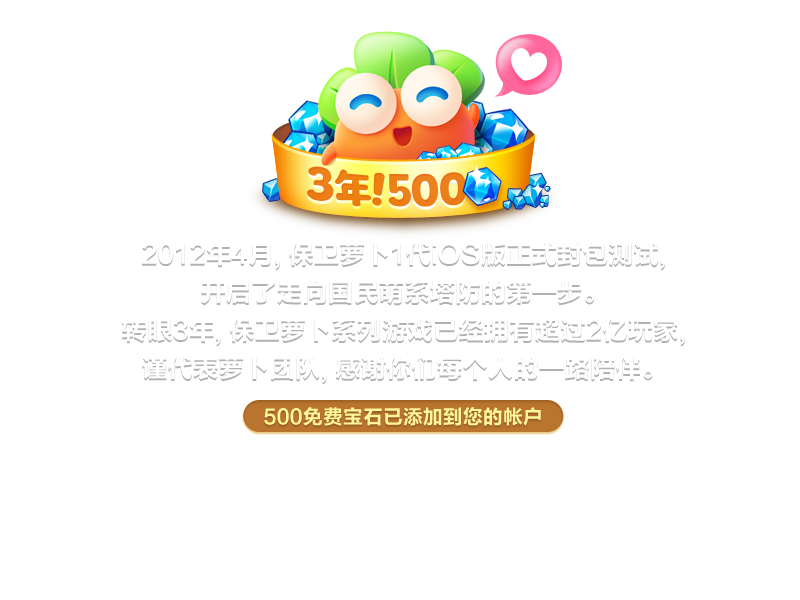 3年!500
2012年4月, 保卫萝卜1代iOS版正式封包测试,
开启了走向国民萌系塔防的第一步。
转眼3年, 保卫萝卜系列游戏已经拥有超过2亿玩家,
谨代表萝卜团队, 感谢你们每个人的一路陪伴。
500免费宝石已添加到您的帐户